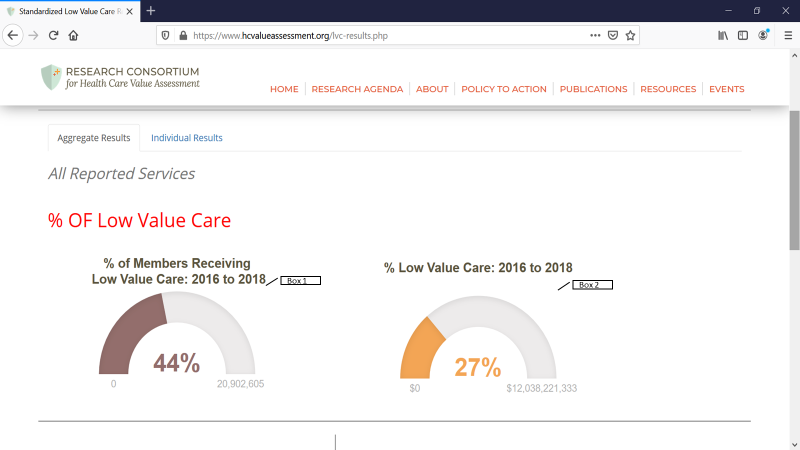 Standardized Low Value Care R
https://www.hcvalueassessment.org/lvc-results.php
RESEARCH CONSORTIUM
for Health Care Value Assessment
HOME RESEARCH AGENDA ABOUT POLICY TO ACTION PUBLICATIONS RESOURCES EVENTS
Aggregate Results Individual Results
All Reported Services
% OF Low Value Care
% of Members Receiving
Low Value Care: 2016 to 2018
Box 1
44%
0 20,902,605
% Low Value Care: 2016 to 2018
Box 2
27%
$0 $12,038,221,333